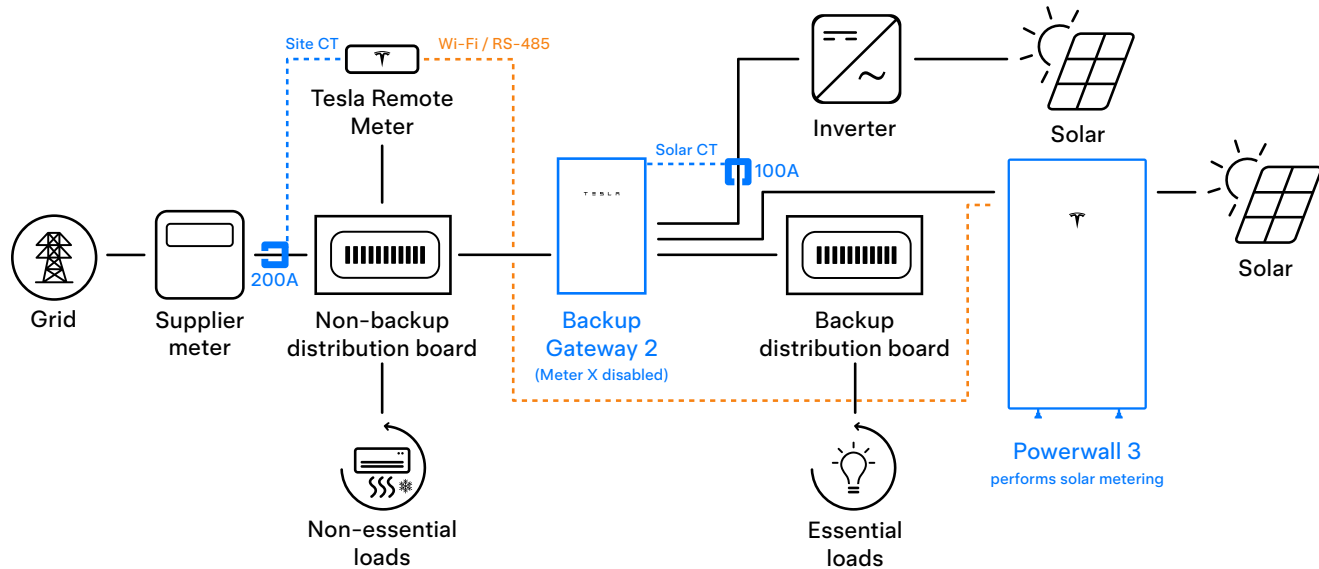 Site CT
Wi-Fi / RS-485
Tesla Remote
Meter
Inverter
Solar
Solar CT
100A
TESLA
200A
Grid
Supplier
meter
Non-backup
distribution board
Backup
Gateway 2
(Meter X disabled)
Backup
distribution board
Solar
Powerwall 3
performs solar metering
Non-essential
loads
Essential
loads